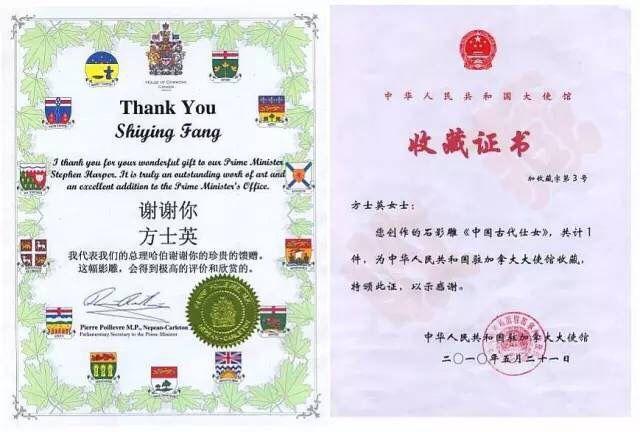 HOUSE OF COMMONS
CANADA
Thank You
Shiying Fang
I thank you for your wonderful gift to our Prime Minister
Stephen Harper. It is truly an outstanding work of art and
an excellent addition to the Prime Minister's Office.
谢谢你
方士英
我代表我们的总理哈伯谢谢你的珍贵的馈赠。
这幅影雕，会得到极高的评价和欣赏的。
Pierre Poilievre M.P., Nepean-Carleton
Parliamentary Secretary to the Prime Minister
中华人民共和国大使馆
收藏证书
加收藏字第3号
方士英女士：
您创作的石影雕《中国古代仕女》，共计1
件，为中华人民共和国驻加拿大大使馆收藏，
特颁此证，以示感谢。
中华人民共和国驻加拿大大使馆
二〇一〇年五月二十一日